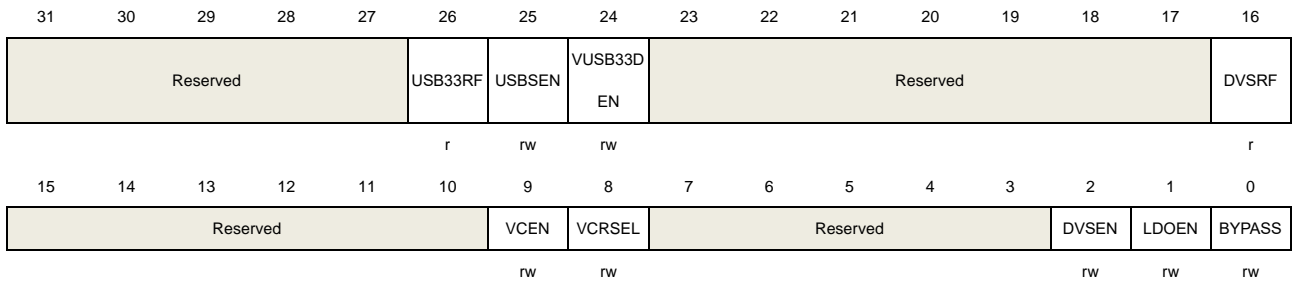 31 30 29 28 27 26 25 24 23 22 21 20 19 18 17 16
Reserved USB33RF USBSEN VUSB33D EN Reserved DVSRF
r rw rw r
15 14 13 12 11 10 9 8 7 6 5 4 3 2 1 0
Reserved VCEN VCRSEL Reserved DVSEN LDOEN BYPASS
rw rw rw rw rw